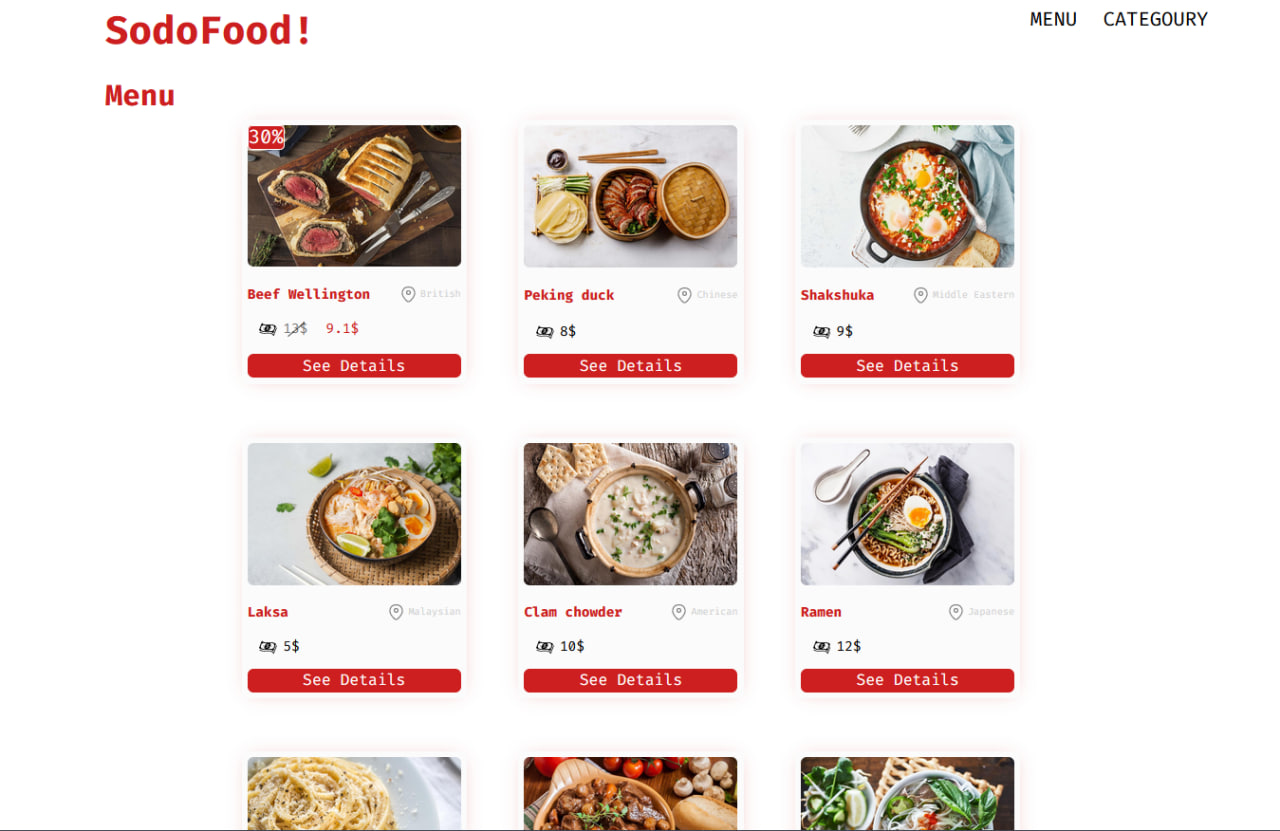 SodoFood!
MENU CATEGOURY
Menu
30%
Beef Wellington British
13$ 9.1$
See Details
Peking duck Chinese
8$
See Details
Shakshuka Middle Eastern
9$
See Details
Laksa Malaysian
5$
See Details
Clam chowder American
10$
See Details
Ramen Japanese
12$
See Details